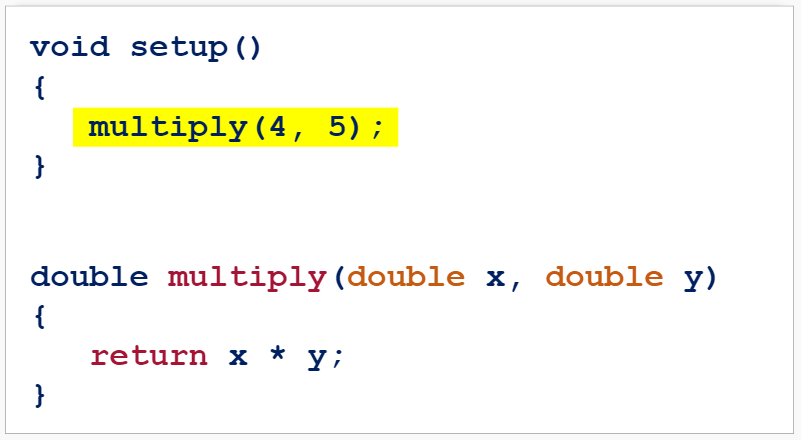 void setup()
{
   multiply(4, 5);
}

double multiply(double x, double y)
{
   return x * y;
}